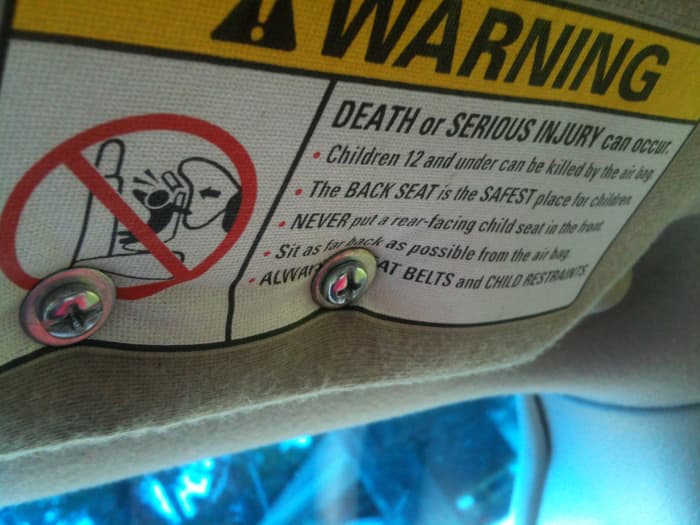 WARNING
DEATH or SERIOUS INJURY can occur.
• Children 12 and under can be killed by the air bag.
• The BACK SEAT is the SAFEST place for children.
• NEVER put a rear-facing child seat in the front.
• Sit as far back as possible from the air bag.
• ALWAY AT BELTS and CHILD RESTRAINTS.